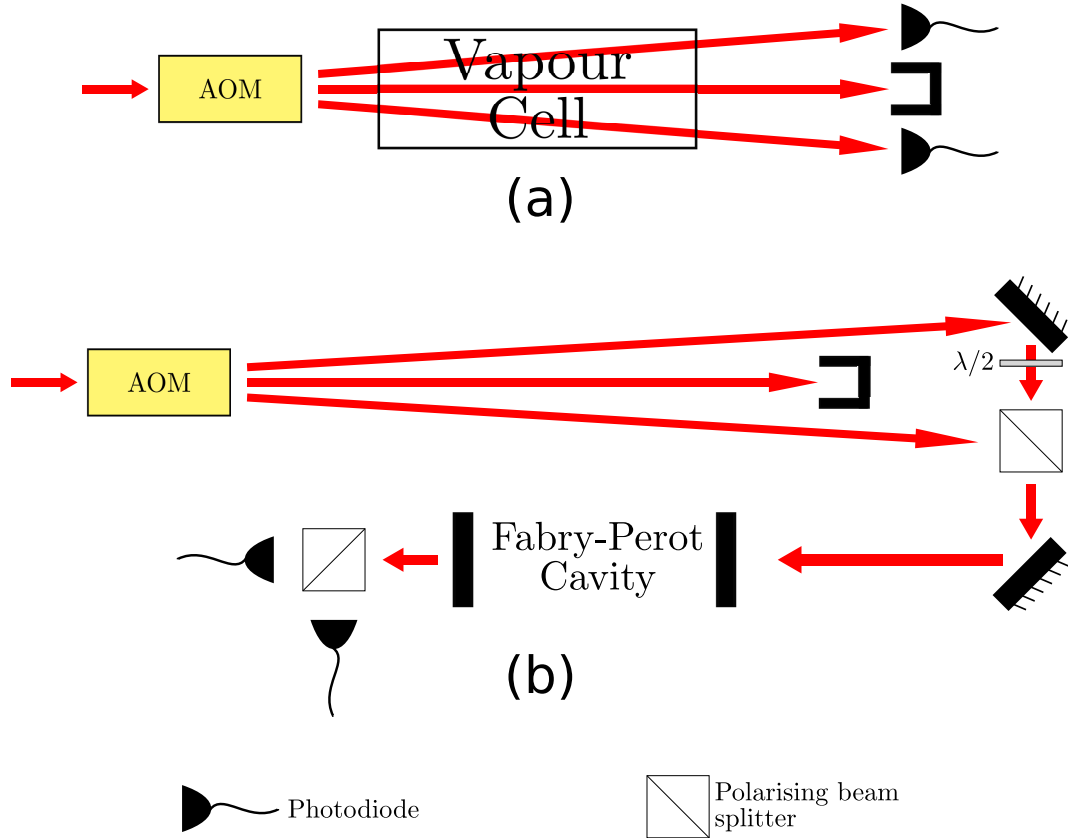 AOM
Vapour
Cell
(a)
AOM
λ/2
Fabry-Perot
Cavity
(b)
Photodiode
Polarising beam
splitter